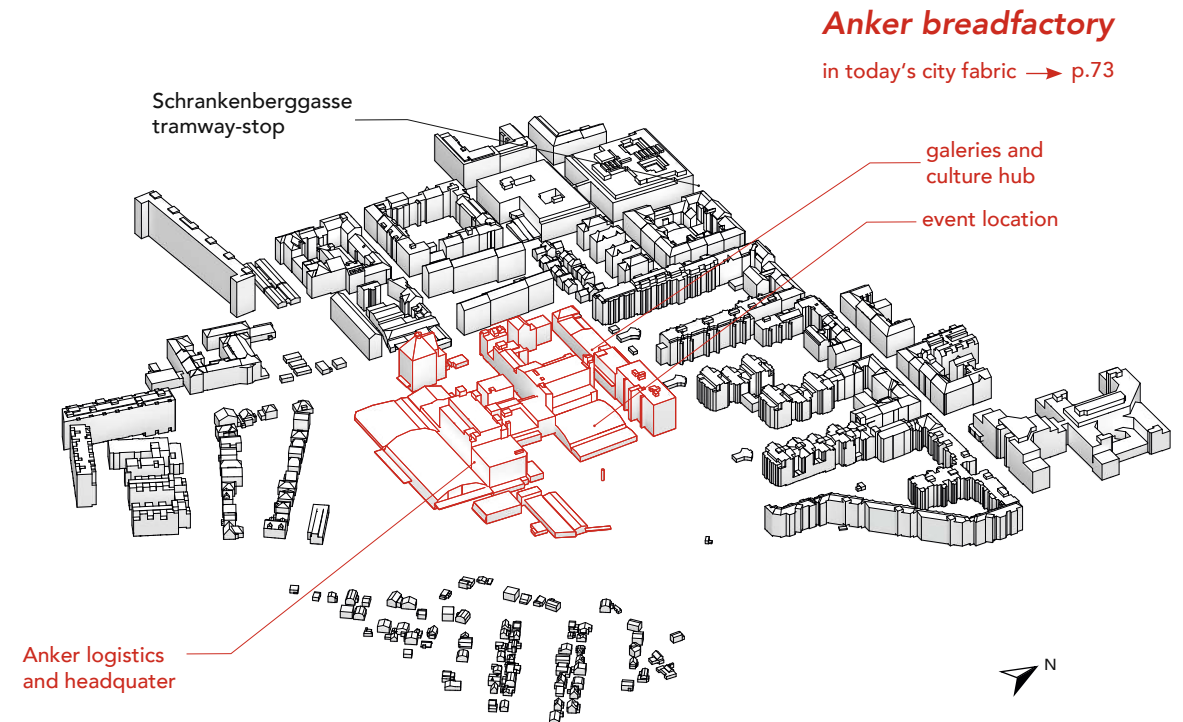 Anker breadfactory
in today's city fabric → p.73
Schrankenberggasse
tramway-stop
galeries and
culture hub
event location
Anker logistics
and headquater
N